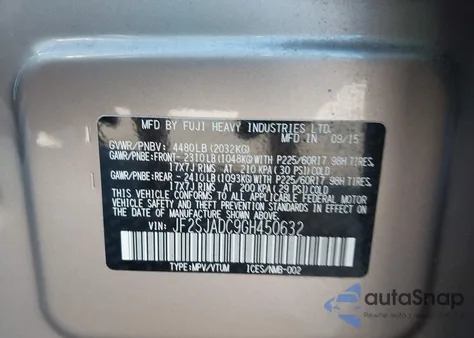 MFD BY FUJI HEAVY INDUSTRIES LTD.
MFD IN 09/15
GVWR/PNBV: 4480LB (2032KG)
GAWR/PNBE:FRONT- 2310LB (1048KG)WITH P225/60R17 98H TIRES,
17X7J RIMS AT 210 KPA (30 PSI)COLD.
GAWR/PNBE:REAR -2410LB (1093KG)WITH P225/60R17 98H TIRES,
17X7J RIMS AT 200 KPA (29 PSI)COLD.
THIS VEHICLE CONFORMS TO ALL APPLICABLE FEDERAL MOTOR
VEHICLE SAFETY STANDARDS IN EFFECT ON THE DATE OF
MANUFACTURE SHOWN ABOVE.
VIN: JF2SJADC9GH450632
TYPE:MPV/VTUM ICES/NMB-002
autoSnap